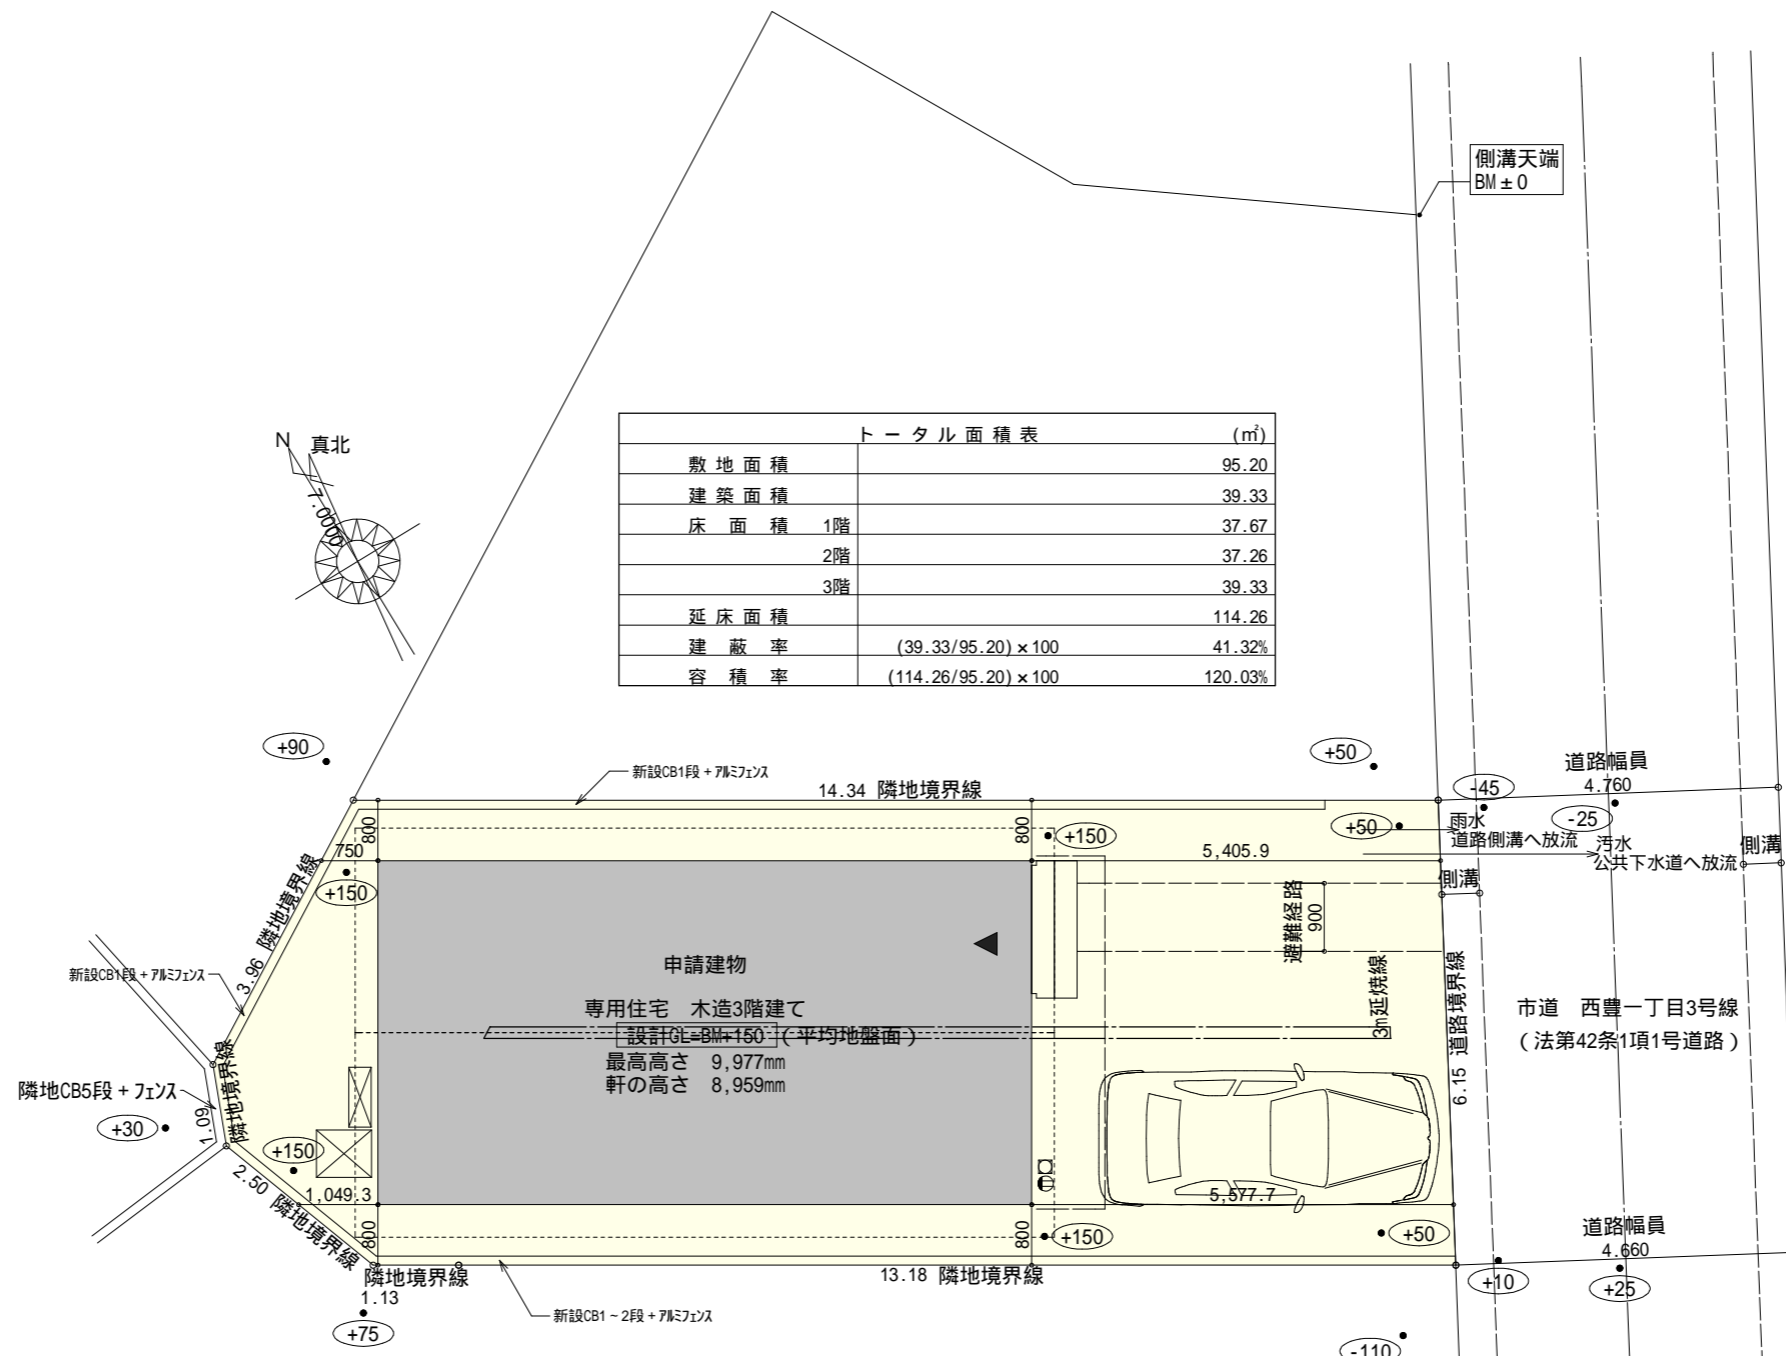 側溝天端
BM±0
N 真北
7.0000
トータル面積表 (㎡)
敷地面積 95.20
建築面積 39.33
床面積 1階 37.67
2階 37.26
3階 39.33
延床面積 114.26
建蔽率 (39.33/95.20)×100 41.32%
容積率 (114.26/95.20)×100 120.03%
+90
新設CB1段+アルミフェンス
14.34 隣地境界線
+50
道路幅員
4.760
-45
-25
雨水
道路側溝へ放流
汚水
公共下水道へ放流
側溝
側溝
800
800
+150
+50
750
+150
5,405.9
避難経路
900
3.96 隣地境界線
新設CB1段+アルミフェンス
申請建物
専用住宅 木造3階建て
設計GL=BM+150 (平均地盤面)
最高高さ 9,977mm
軒の高さ 8,959mm
3m延焼線
6.15 道路境界線
市道 西豊一丁目3号線
(法第42条1項1号道路)
隣地CB5段+フェンス
1.09 隣地境界線
+30
+150
2.50 隣地境界線
1,049.3
5,577.7
800
800
+150
+50
道路幅員
4.660
+10
+25
隣地境界線
1.13
13.18 隣地境界線
新設CB1~2段+アルミフェンス
+75
-110